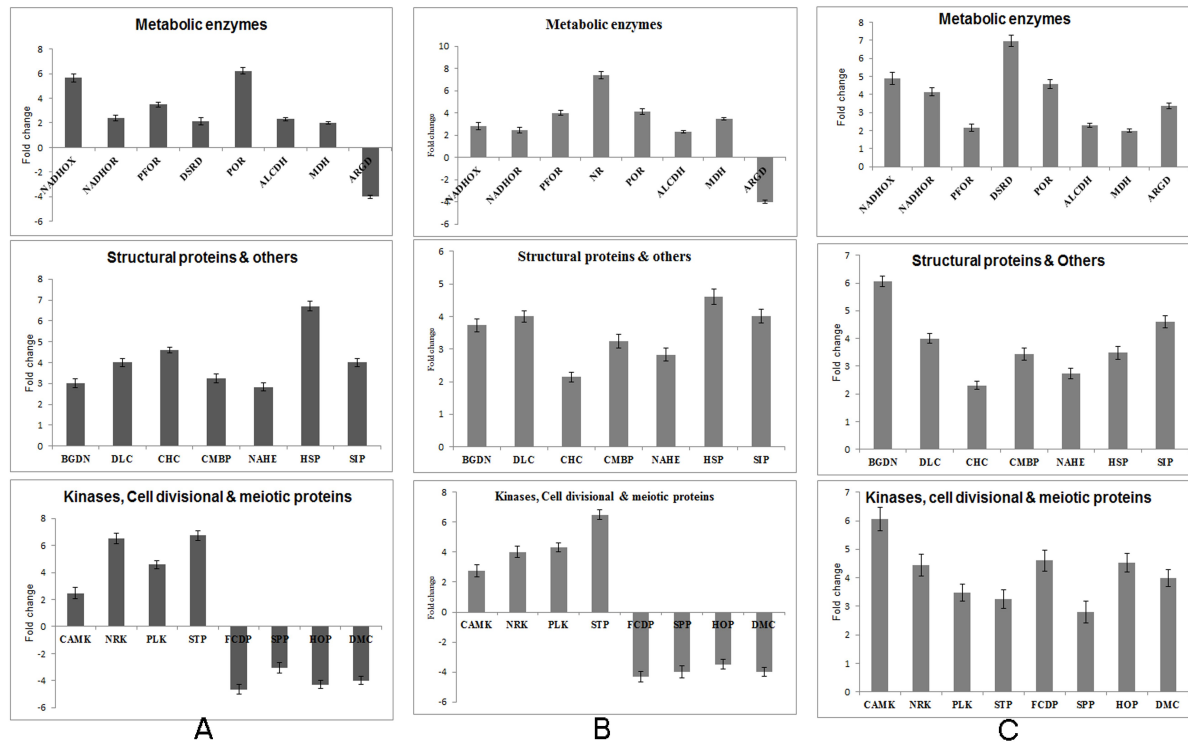 Metabolic enzymes
Fold change
8
6
4
2
0
-2
-4
-6
NADHOX NADHOR PFOR DSRD POR ALCDH MDH ARGD
Metabolic enzymes
Fold change
10
8
6
4
2
0
-2
-4
-6
NADHOX NADHOR PFOR NR POR ALCDH MDH ARGD
Metabolic enzymes
Fold change
8
7
6
5
4
3
2
1
0
NADHOX NADHOR PFOR DSRD POR ALCDH MDH ARGD
Structural proteins & others
Fold change
8
7
6
5
4
3
2
1
0
BGDN DLC CHC CMBP NAHE HSP SIP
Structural proteins & others
Fold change
6
5
4
3
2
1
0
BGDN DLC CHC CMBP NAHE HSP SIP
Structural proteins & Others
Fold change
7
6
5
4
3
2
1
0
BGDN DLC CHC CMBP NAHE HSP SIP
Kinases, Cell divisional & meiotic proteins
Fold change
8
6
4
2
0
-2
-4
-6
CAMK NRK PLK STP FCDP SPP HOP DMC
Kinases, Cell divisional & meiotic proteins
Fold change
8
6
4
2
0
-2
-4
-6
CAMK NRK PLK STP FCDP SPP HOP DMC
Kinases, cell divisional & meiotic proteins
Fold change
7
6
5
4
3
2
1
0
CAMK NRK PLK STP FCDP SPP HOP DMC
A
B
C